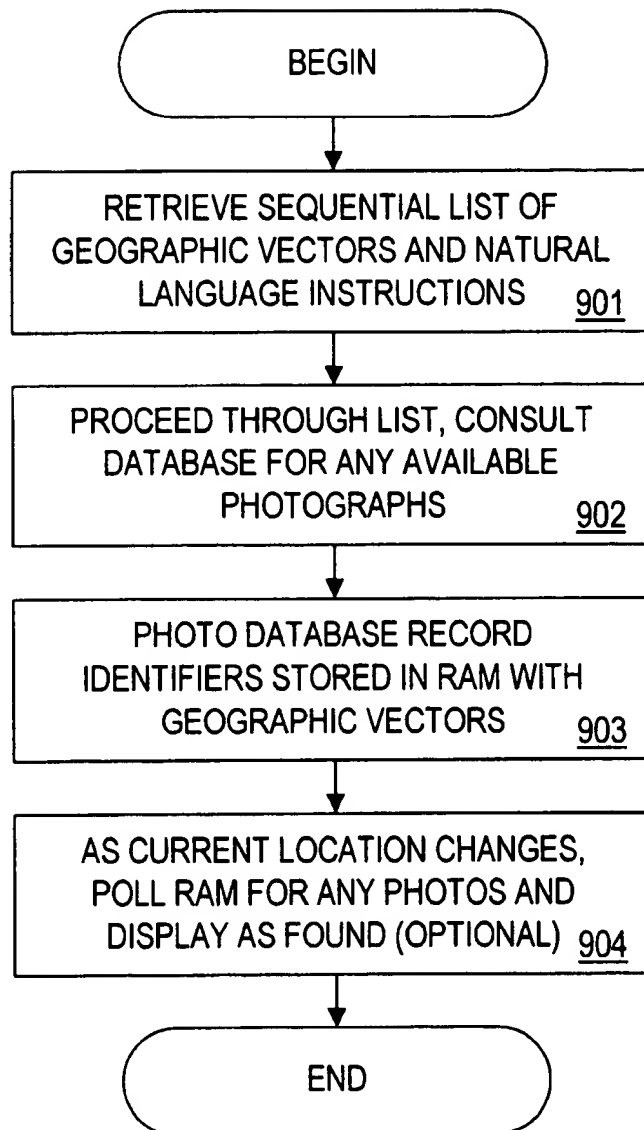 BEGIN
RETRIEVE SEQUENTIAL LIST OF
GEOGRAPHIC VECTORS AND NATURAL
LANGUAGE INSTRUCTIONS 901
PROCEED THROUGH LIST, CONSULT
DATABASE FOR ANY AVAILABLE
PHOTOGRAPHS 902
PHOTO DATABASE RECORD
IDENTIFIERS STORED IN RAM WITH
GEOGRAPHIC VECTORS 903
AS CURRENT LOCATION CHANGES,
POLL RAM FOR ANY PHOTOS AND
DISPLAY AS FOUND (OPTIONAL) 904
END